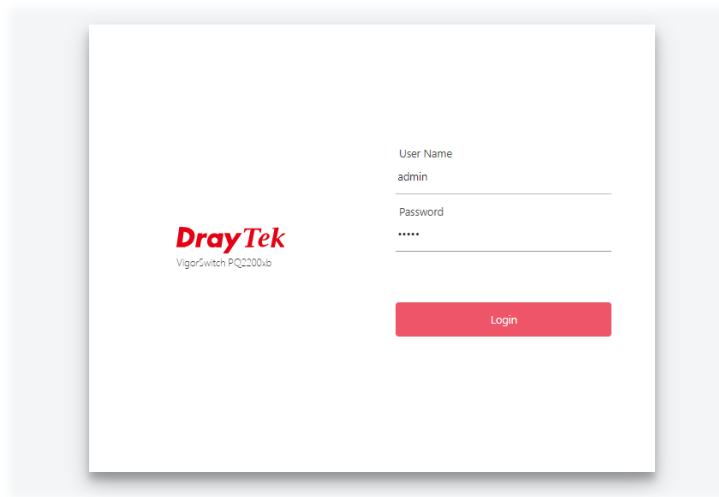 User Name
admin
Password
•••••
DrayTek
VigorSwitch PQ2200xb
Login